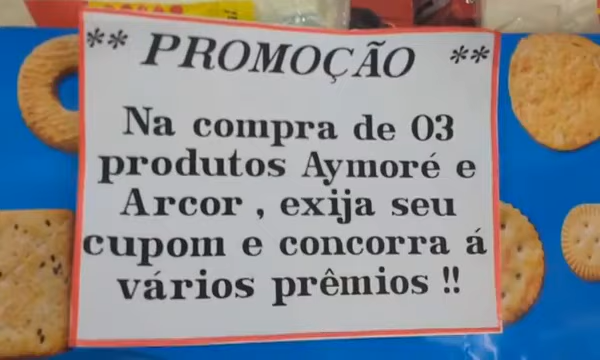 ** PROMOÇÃO **
Na compra de 03
produtos Aymoré e
Arcor , exija seu
cupom e concorra á
vários prêmios !!